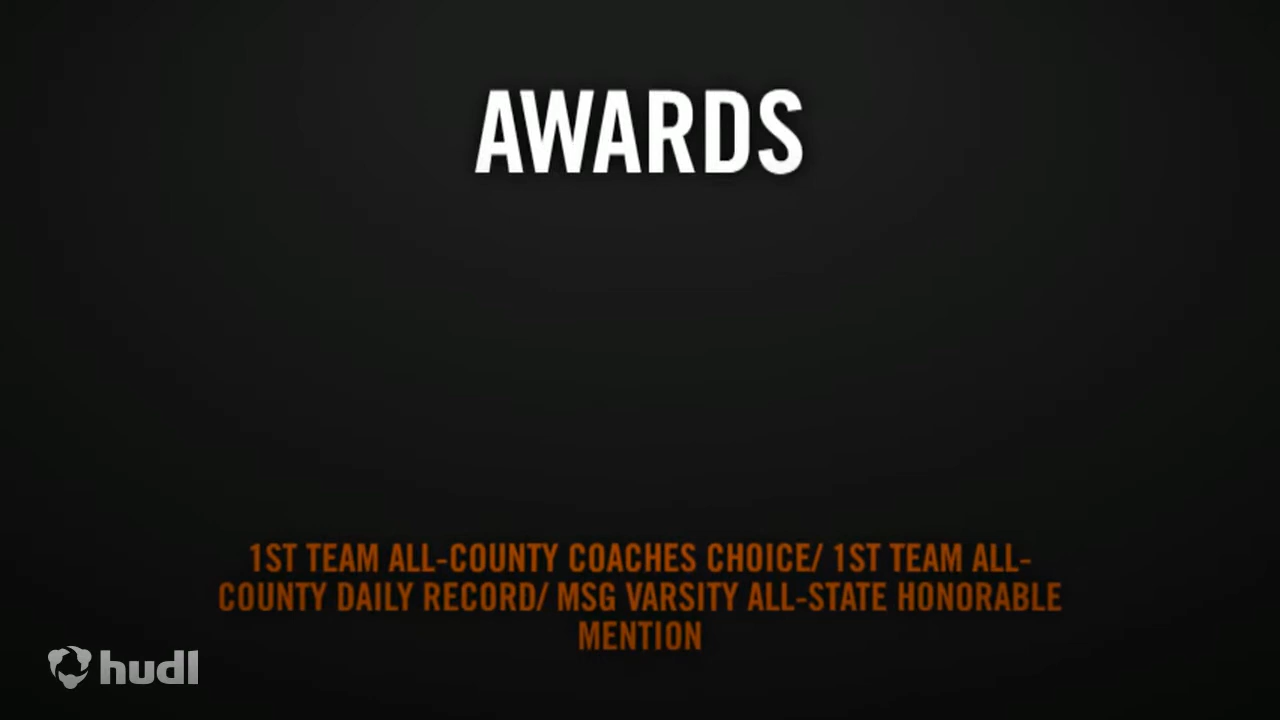 AWARDS
1ST TEAM ALL-COUNTY COACHES CHOICE/ 1ST TEAM ALL-
COUNTY DAILY RECORD/ MSG VARSITY ALL-STATE HONORABLE
MENTION
hudl